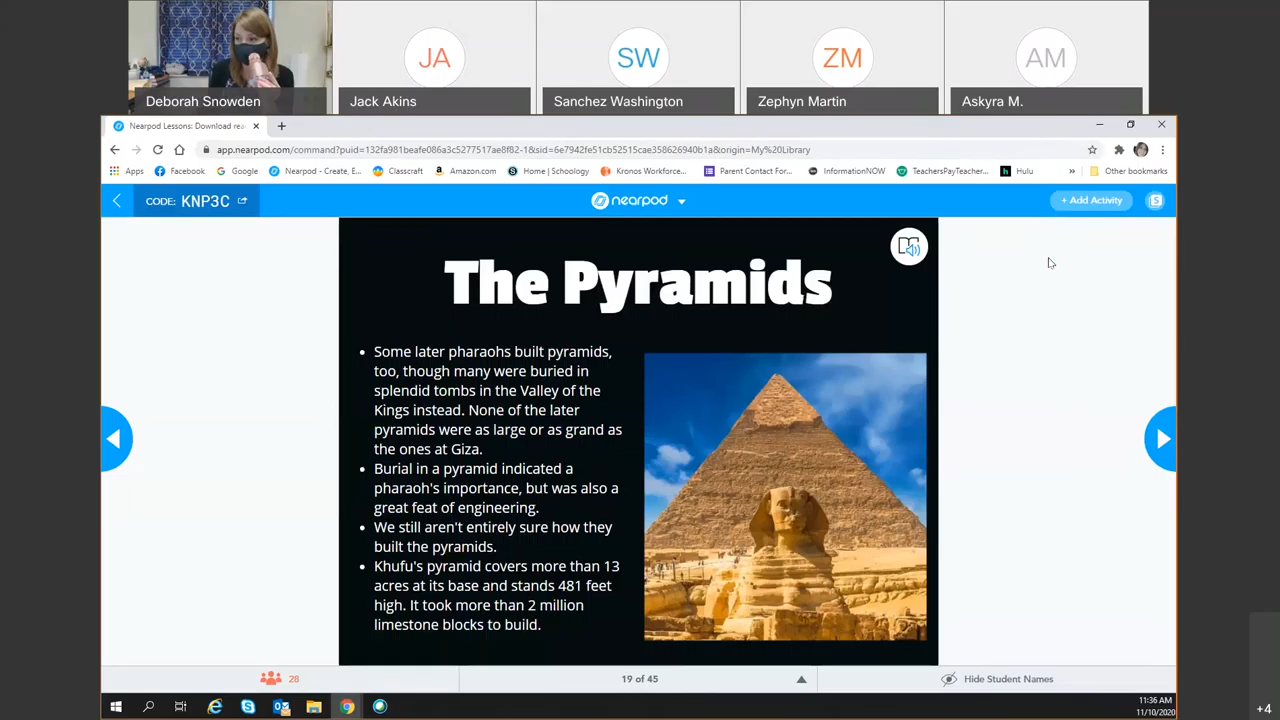 JA
SW
ZM
AM
Deborah Snowden
Jack Akins
Sanchez Washington
Zephyn Martin
Askyra M.
Nearpod Lessons: Download rea
app.nearpod.com/command?puid=132fa981beafe086a3c5277517ae8f82-1&sid=6e7942fe51cb52515cae358626940b1a&origin=My%20Library
Apps Facebook Google Nearpod - Create, E... Classcraft Amazon.com Home | Schoology Kronos Workforce... Parent Contact For... InformationNOW TeachersPayTeacher... Hulu » Other bookmarks
CODE: KNP3C nearpod + Add Activity S
The Pyramids
• Some later pharaohs built pyramids,
too, though many were buried in
splendid tombs in the Valley of the
Kings instead. None of the later
pyramids were as large or as grand as
the ones at Giza.
• Burial in a pyramid indicated a
pharaoh's importance, but was also a
great feat of engineering.
• We still aren't entirely sure how they
built the pyramids.
• Khufu's pyramid covers more than 13
acres at its base and stands 481 feet
high. It took more than 2 million
limestone blocks to build.
28 19 of 45 Hide Student Names
11:36 AM
11/10/2020
+4